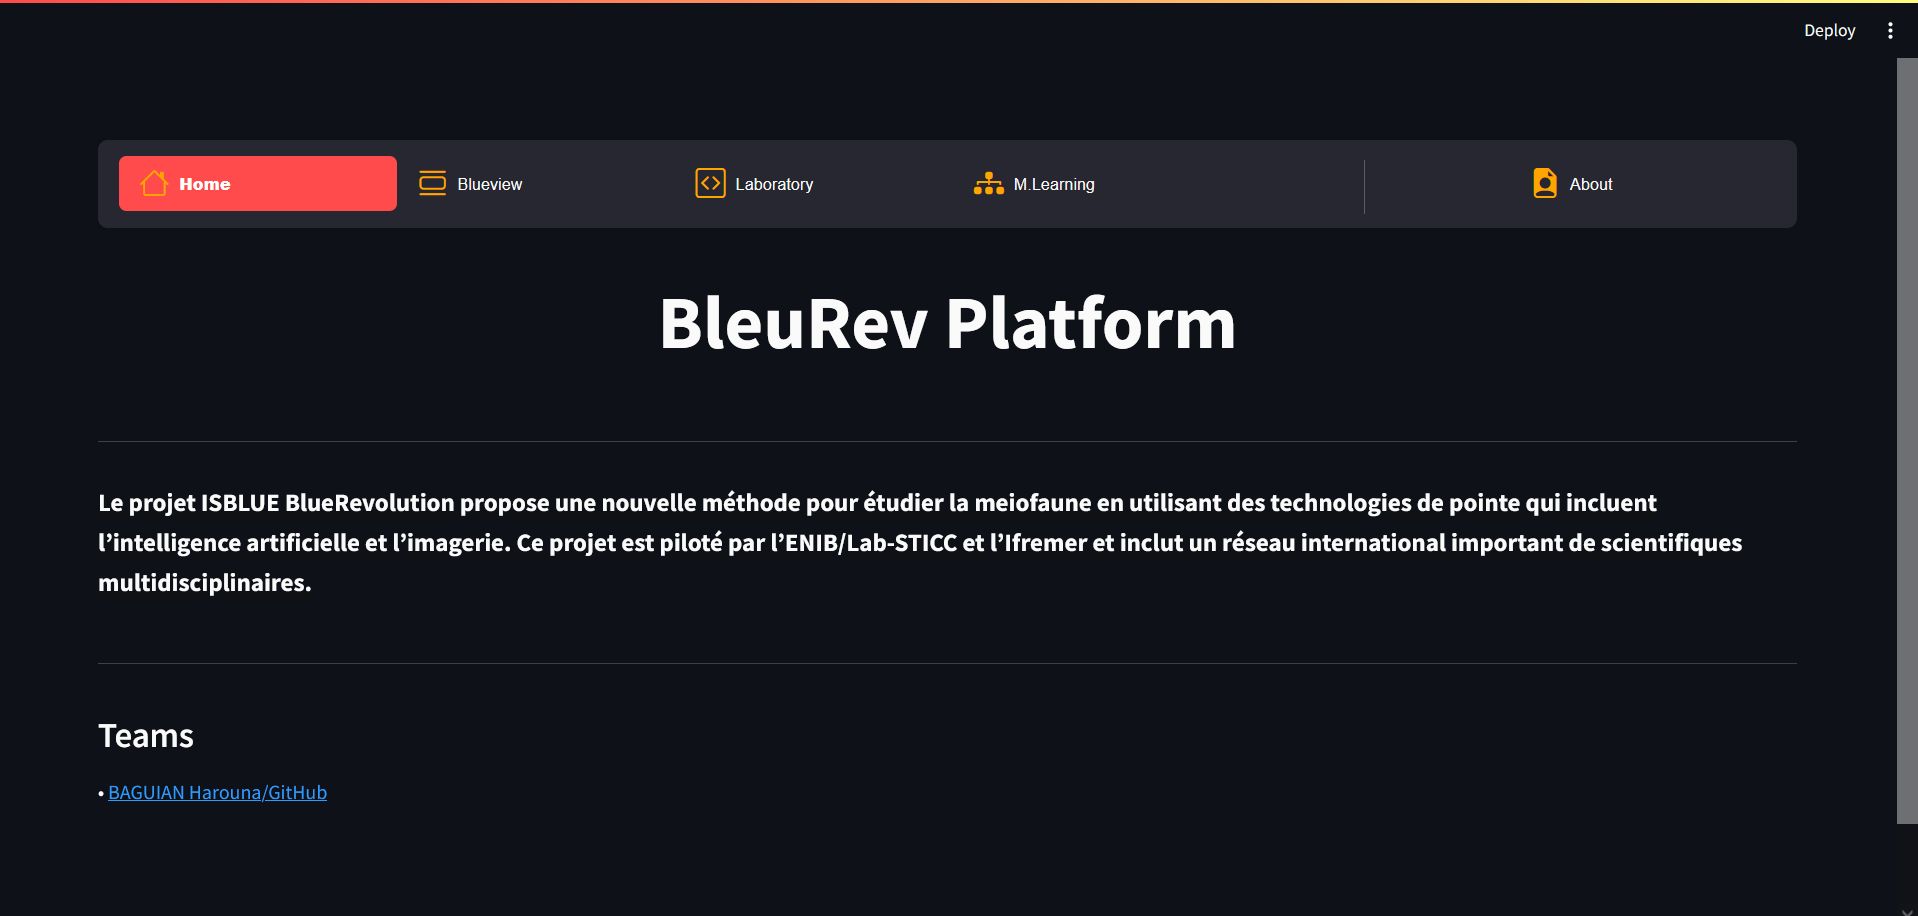 Deploy
Home
Blueview
Laboratory
M.Learning
About
BleuRev Platform
Le projet ISBLUE BlueRevolution propose une nouvelle méthode pour étudier la meiofaune en utilisant des technologies de pointe qui incluent
l’intelligence artificielle et l’imagerie. Ce projet est piloté par l’ENIB/Lab-STICC et l’Ifremer et inclut un réseau international important de scientifiques
multidisciplinaires.
Teams
• BAGUIAN Harouna/GitHub